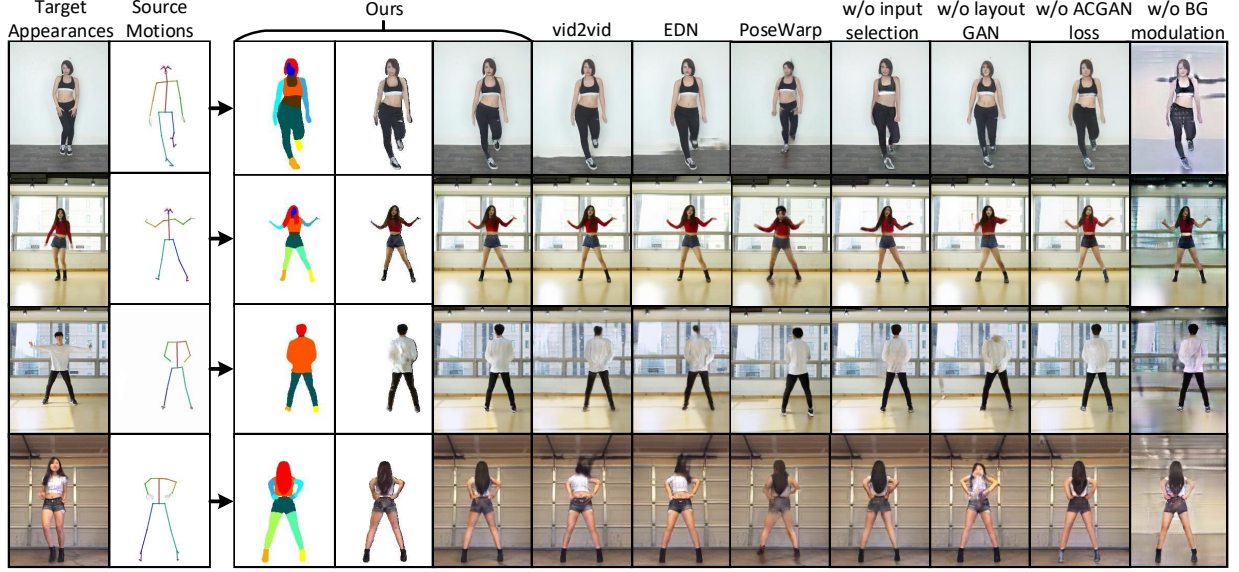 Target
Appearances
Source
Motions
Ours
vid2vid
EDN
PoseWarp
w/o input
selection
w/o layout
GAN
w/o ACGAN
loss
w/o BG
modulation